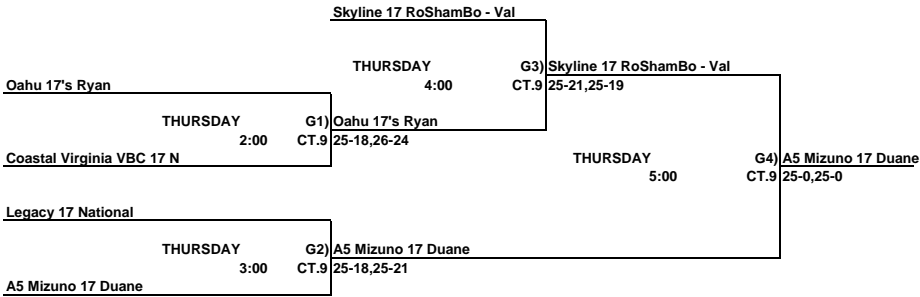 Skyline 17 RoShamBo - Val
THURSDAY G3) Skyline 17 RoShamBo - Val
Oahu 17's Ryan 4:00 CT.9 25-21,25-19
THURSDAY G1) Oahu 17's Ryan
2:00 CT.9 25-18,26-24
Coastal Virginia VBC 17 N THURSDAY G4) A5 Mizuno 17 Duane
5:00 CT.9 25-0,25-0
Legacy 17 National
THURSDAY G2) A5 Mizuno 17 Duane
3:00 CT.9 25-18,25-21
A5 Mizuno 17 Duane